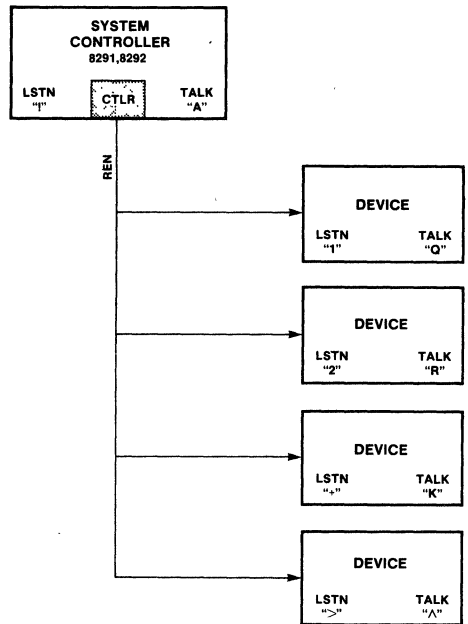 SYSTEM
CONTROLLER
8291,8292
LSTN
"!"
CTLR
TALK
"A"
REN
DEVICE
LSTN
"1"
TALK
"Q"
DEVICE
LSTN
"2"
TALK
"R"
DEVICE
LSTN
"+"
TALK
"K"
DEVICE
LSTN
">"
TALK
"^"